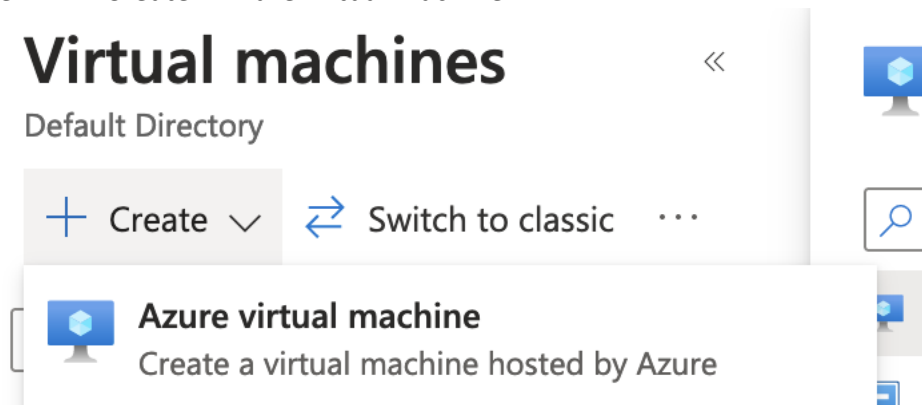 Virtual machines
Default Directory
Create
Switch to classic
Azure virtual machine
Create a virtual machine hosted by Azure